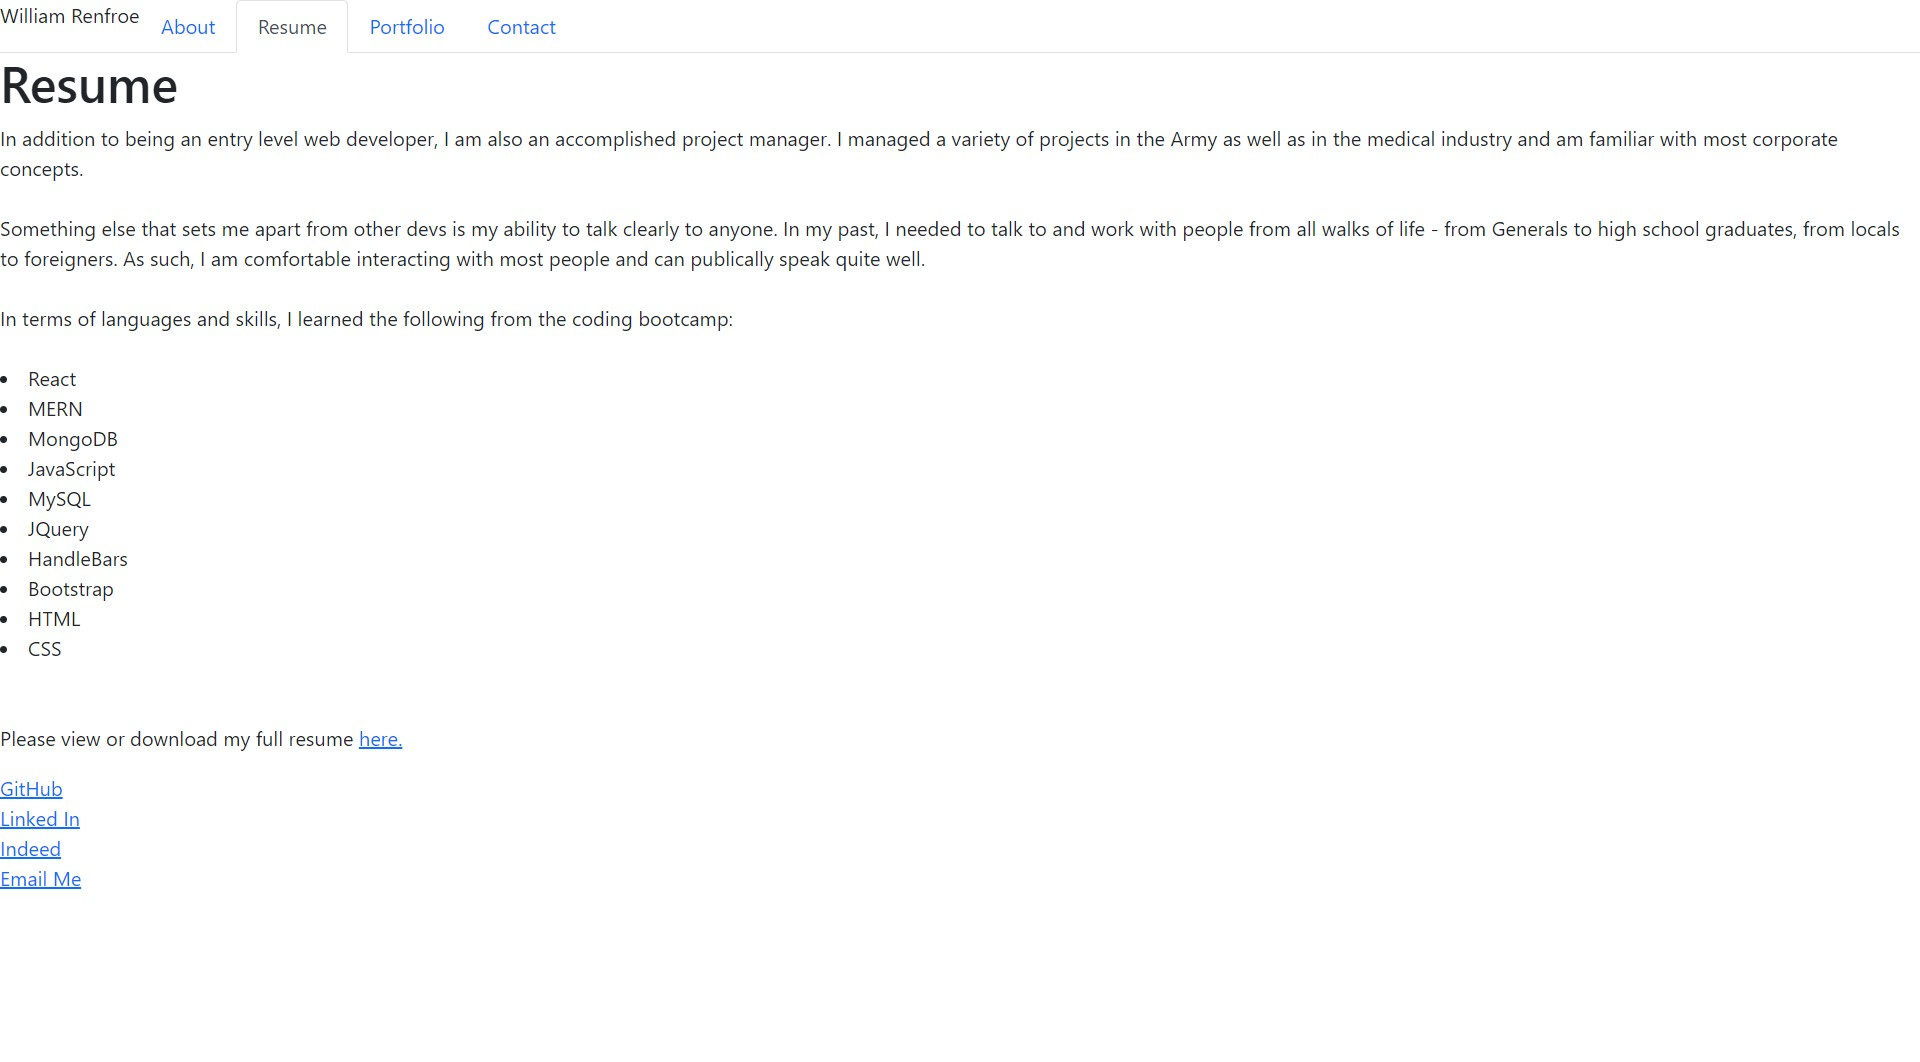 William Renfroe About Resume Portfolio Contact
Resume
In addition to being an entry level web developer, I am also an accomplished project manager. I managed a variety of projects in the Army as well as in the medical industry and am familiar with most corporate
concepts.
Something else that sets me apart from other devs is my ability to talk clearly to anyone. In my past, I needed to talk to and work with people from all walks of life - from Generals to high school graduates, from locals
to foreigners. As such, I am comfortable interacting with most people and can publically speak quite well.
In terms of languages and skills, I learned the following from the coding bootcamp:
• React
• MERN
• MongoDB
• JavaScript
• MySQL
• JQuery
• HandleBars
• Bootstrap
• HTML
• CSS
Please view or download my full resume here.
GitHub
Linked In
Indeed
Email Me